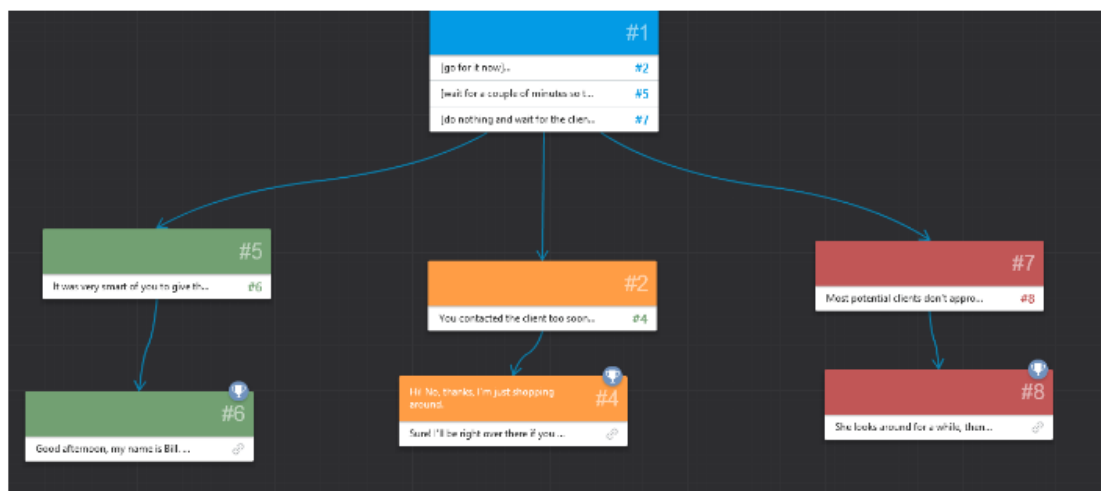 #1
[go for it now]... #2
[wait for a couple of minutes so t... #5
[do nothing and wait for the clien... #7
#5
It was very smart of you to give th... #6
#2
You contacted the client too soon... #4
#7
Most potential clients don't appro... #8
#6
Good afternoon, my name is Bill. ...
Hi! No, thanks, I'm just shopping
around.
#4
Sure! I'll be right over there if you ...
#8
She looks around for a while, then...